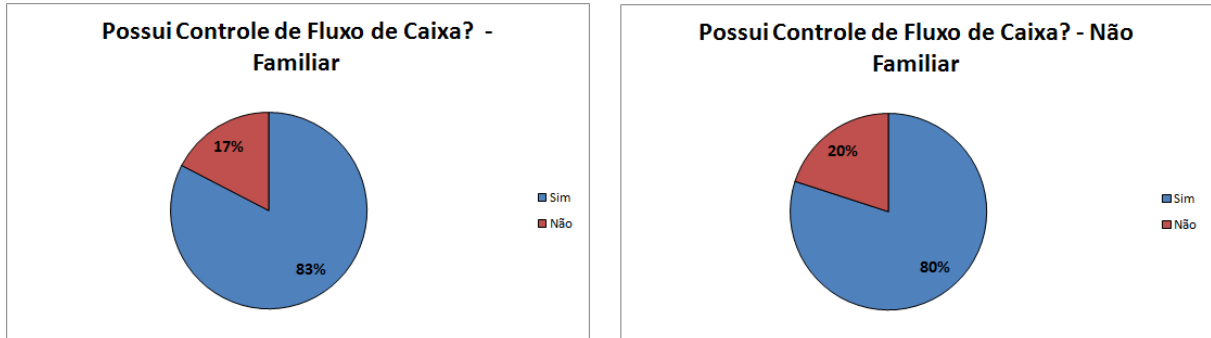 Possui Controle de Fluxo de Caixa? -
Familiar
17%
83%
Sim
Não
Possui Controle de Fluxo de Caixa? - Não
Familiar
20%
80%
Sim
Não